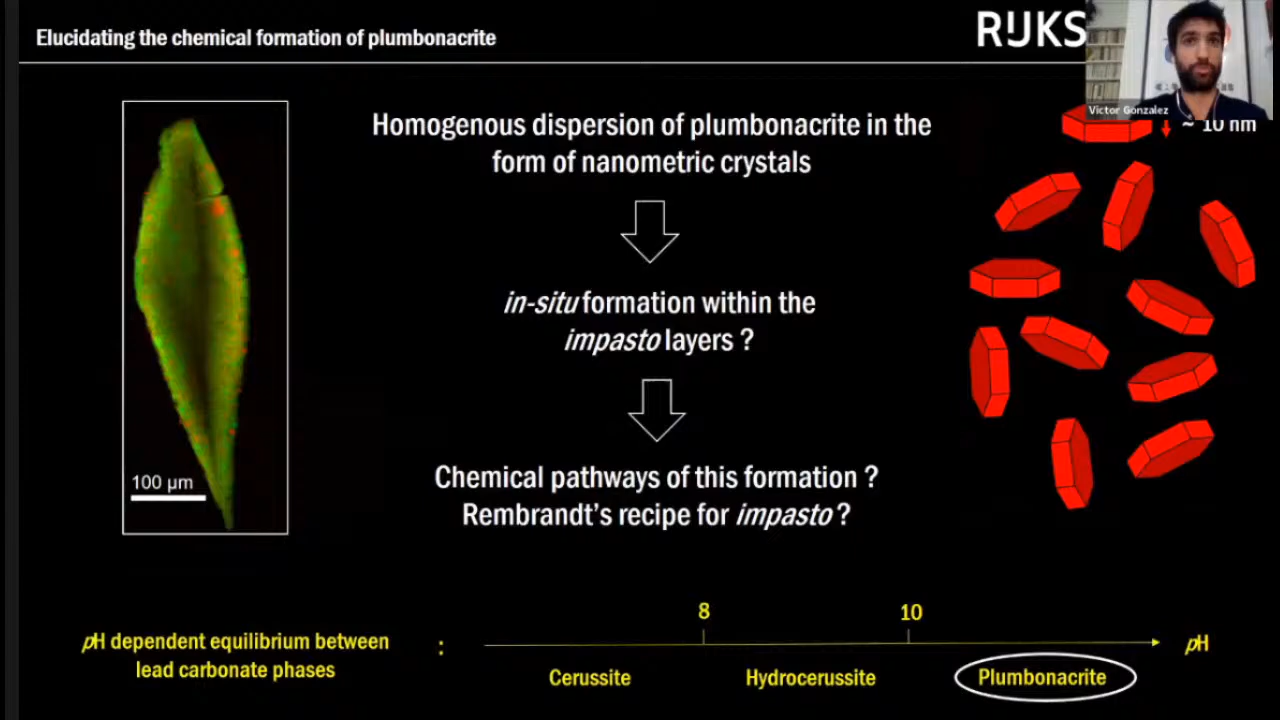 Elucidating the chemical formation of plumbonacrite
RIJKS
Victor Gonzalez
Homogenous dispersion of plumbonacrite in the
form of nanometric crystals
~ 10 nm
in-situ formation within the
impasto layers ?
Chemical pathways of this formation ?
Rembrandt's recipe for impasto ?
100 µm
pH dependent equilibrium between
lead carbonate phases
:
8
10
pH
Cerussite
Hydrocerussite
Plumbonacrite